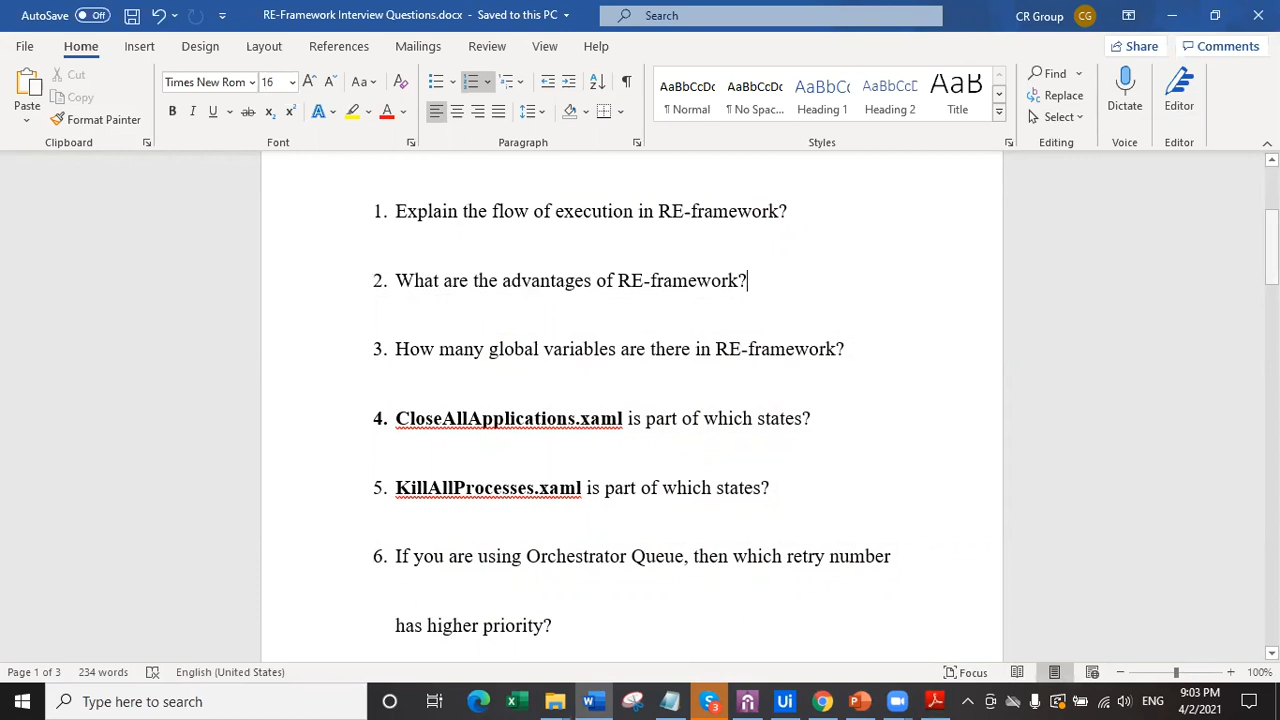 AutoSave Off RE-Framework Interview Questions.docx - Saved to this PC Search CR Group CG
File Home Insert Design Layout References Mailings Review View Help Share Comments
Paste Cut Copy Format Painter
Times New Rom 16 Aa
B I U ab x₂ x² A A
AaBbCcDc AaBbCcDc AaBbCc AaBbCcE AaB
¶ Normal ¶ No Spac... Heading 1 Heading 2 Title
Find Replace Select Dictate Editor
Clipboard Font Paragraph Styles Editing Voice Editor
1. Explain the flow of execution in RE-framework?
2. What are the advantages of RE-framework?
3. How many global variables are there in RE-framework?
4. CloseAllApplications.xaml is part of which states?
5. KillAllProcesses.xaml is part of which states?
6. If you are using Orchestrator Queue, then which retry number
has higher priority?
Page 1 of 3 234 words English (United States) Focus 100%
Type here to search Ui ENG 9:03 PM
4/2/2021